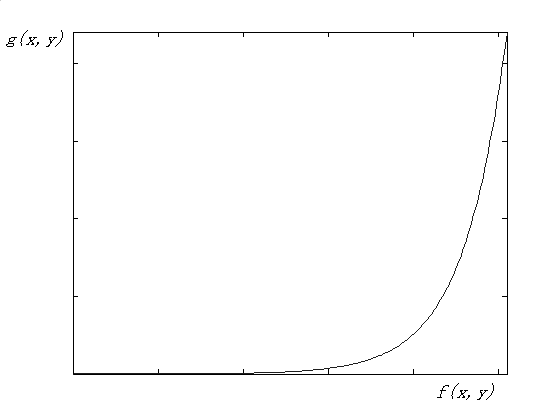 g(x, y)
f(x, y)